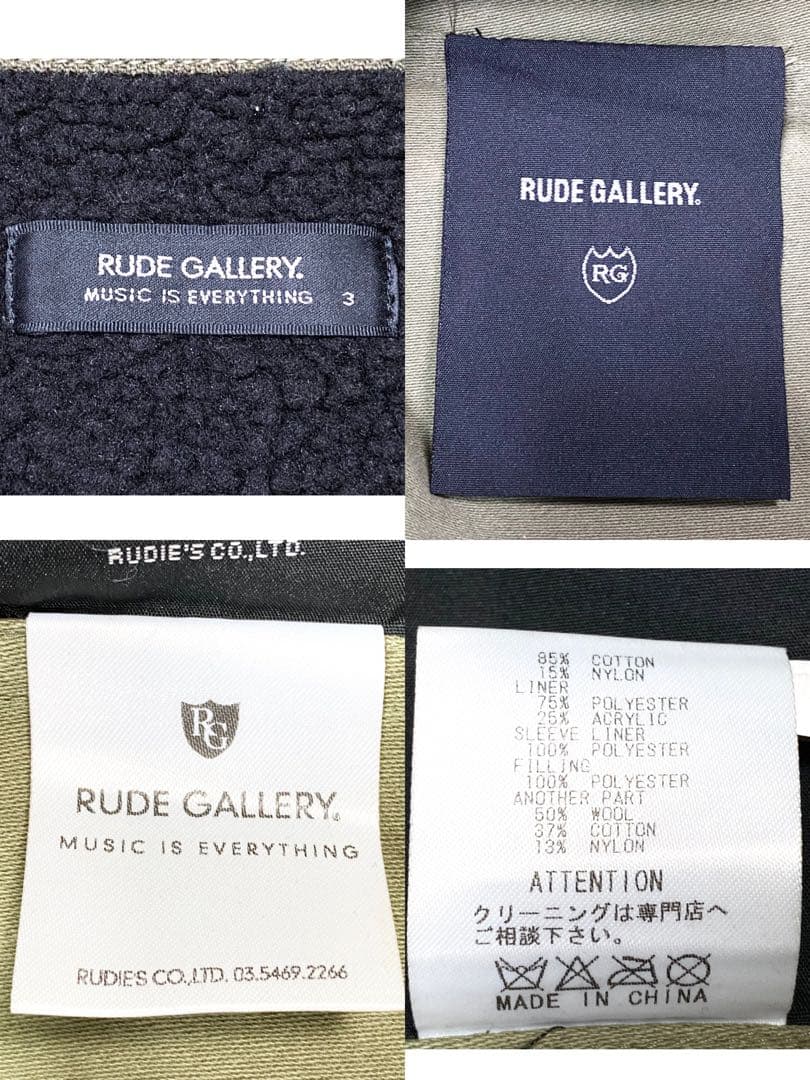 RUDE GALLERY.
MUSIC IS EVERYTHING 3
RUDE GALLERY.
RG
RUDIE'S CO.,LTD.
RG
RUDE GALLERY.
MUSIC IS EVERYTHING
RUDIES CO.,LTD. 03.5469.2266
85% COTTON
15% NYLON
LINER
75% POLYESTER
25% ACRYLIC
SLEEVE LINER
100% POLYESTER
FILLING
100% POLYESTER
ANOTHER PART
50% WOOL
37% COTTON
13% NYLON
ATTENTION
クリーニングは専門店へ
ご相談下さい。
MADE IN CHINA